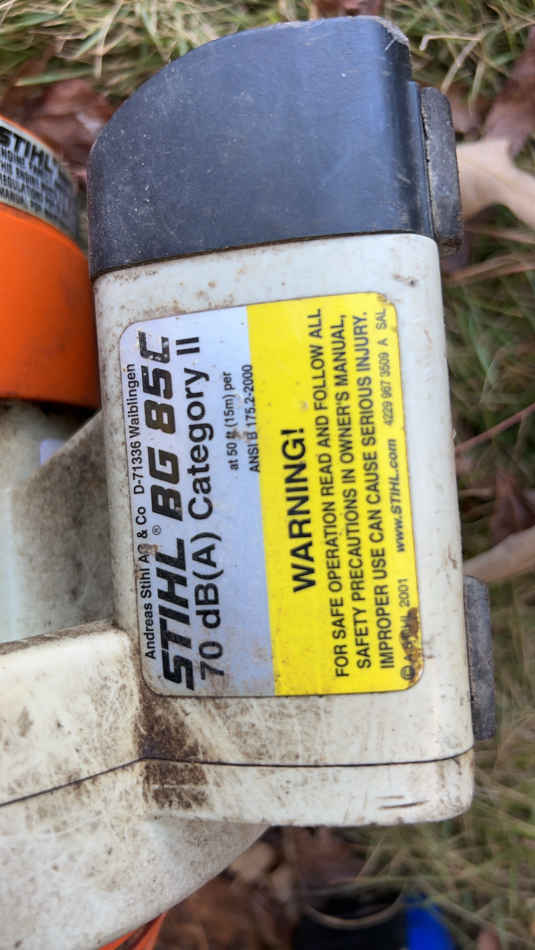 Andreas Stihl AG & Co D-71336 Waiblingen
STIHL® BG 85C
70 dB(A) Category II
at 50 ft (15m) per
ANSI B 175.2-2000
WARNING!
FOR SAFE OPERATION READ AND FOLLOW ALL
SAFETY PRECAUTIONS IN OWNER'S MANUAL,
IMPROPER USE CAN CAUSE SERIOUS INJURY.
2001 www.STIHL.com 4229 967 3509 A SAL
STIHL